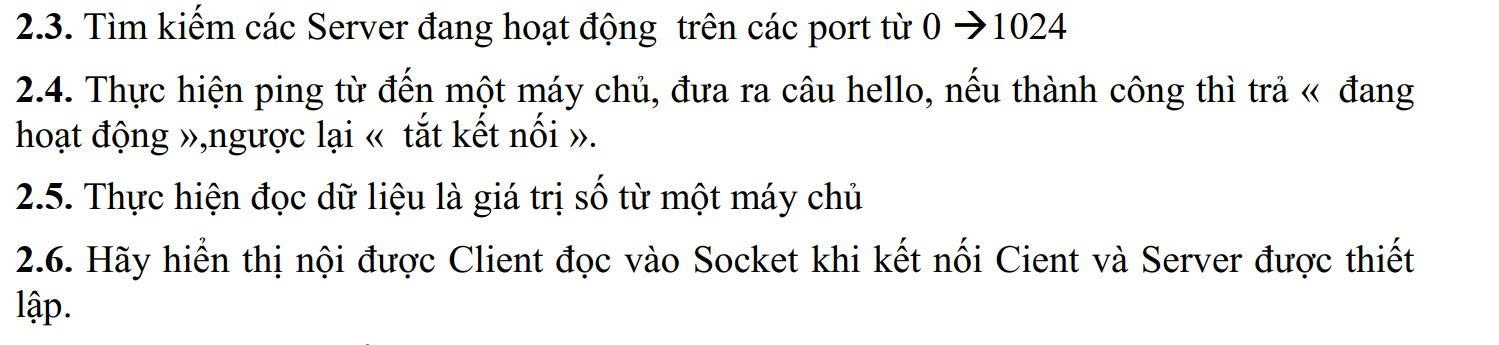 2.3. Tìm kiếm các Server đang hoạt động trên các port từ 0 →1024
2.4. Thực hiện ping từ đến một máy chủ, đưa ra câu hello, nếu thành công thì trả « đang
hoạt động »,ngược lại « tắt kết nối ».
2.5. Thực hiện đọc dữ liệu là giá trị số từ một máy chủ
2.6. Hãy hiển thị nội được Client đọc vào Socket khi kết nối Cient và Server được thiết
lập.